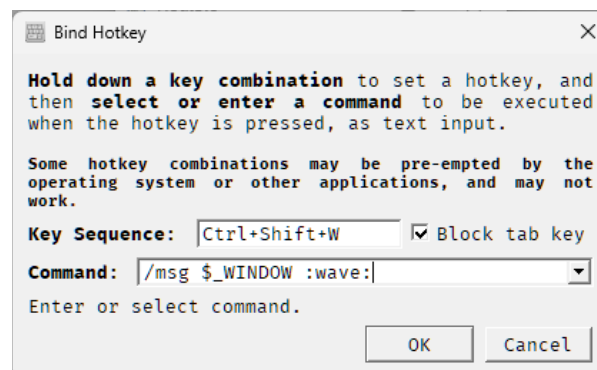 Bind Hotkey
Hold down a key combination to set a hotkey, and
then select or enter a command to be executed
when the hotkey is pressed, as text input.
Some hotkey combinations may be pre-empted by the
operating system or other applications, and may not
work.
Key Sequence: Ctrl+Shift+W Block tab key
Command: /msg $_WINDOW :wave:
Enter or select command.
OK Cancel